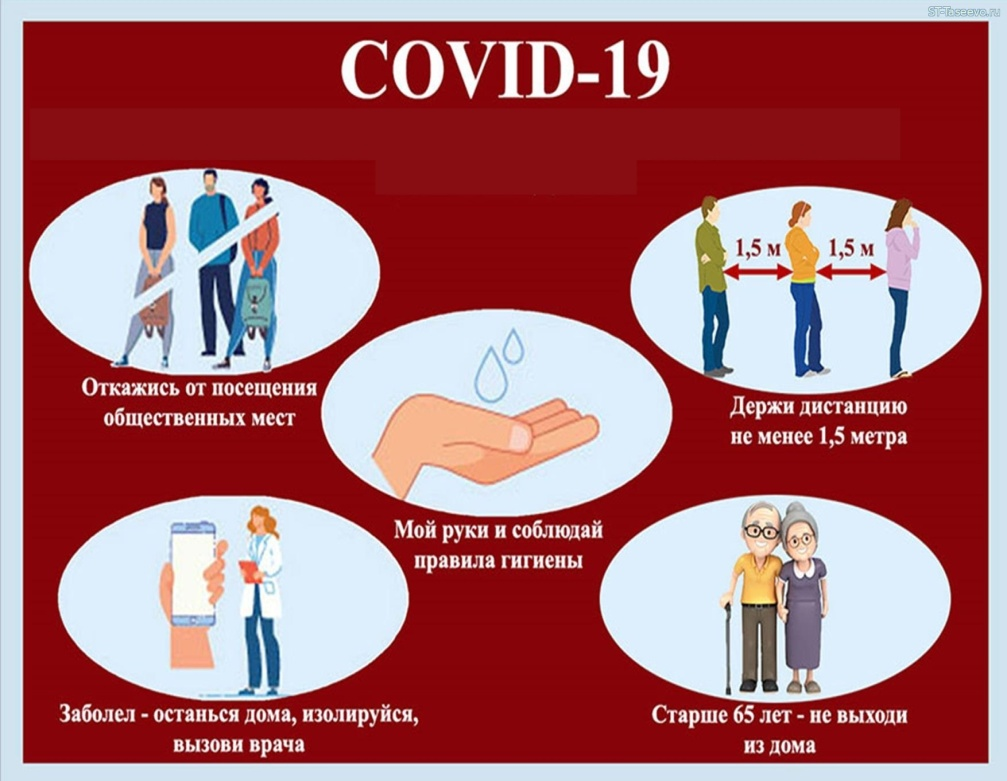 COVID-19
1,5 м 1,5 м
Откажись от посещения
общественных мест
Держи дистанцию
не менее 1,5 метра
Мой руки и соблюдай
правила гигиены
Заболел - останься дома, изолируйся,
вызови врача
Старше 65 лет - не выходи
из дома